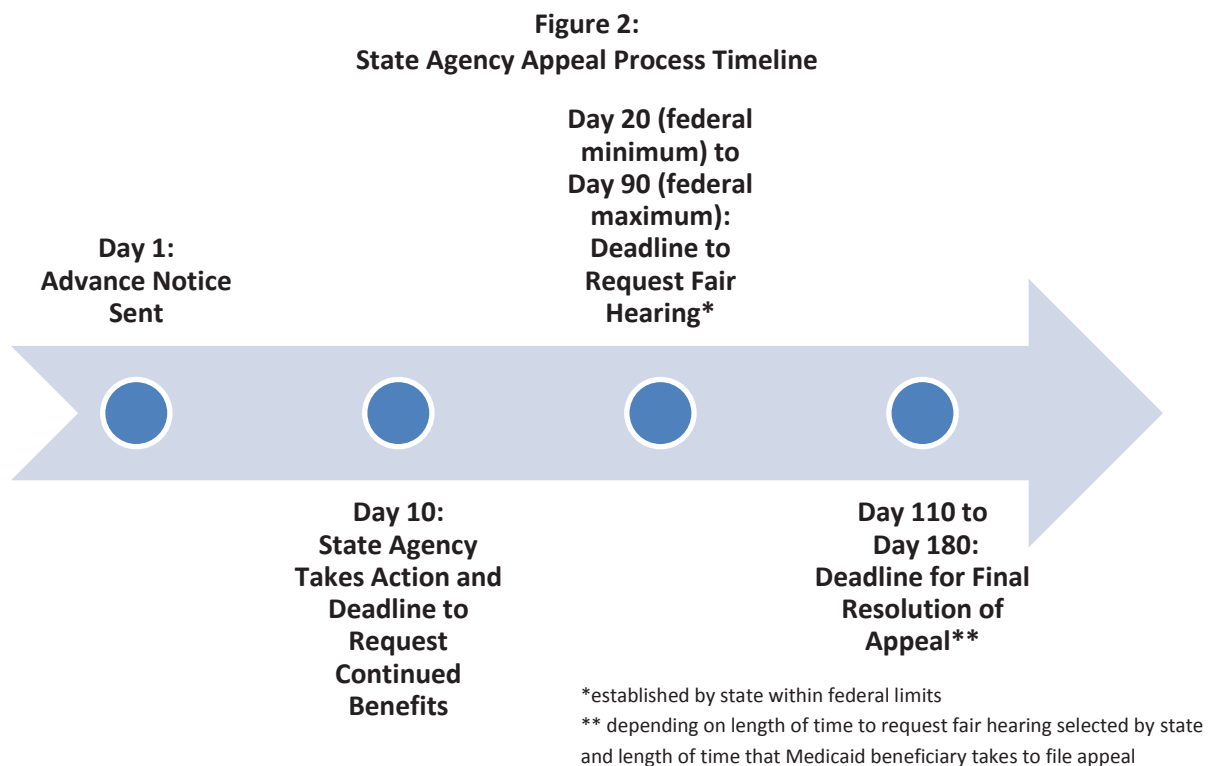 Figure 2:
State Agency Appeal Process Timeline
Day 1:
Advance Notice
Sent
Day 10:
State Agency
Takes Action and
Deadline to
Request
Continued
Benefits
Day 20 (federal
minimum) to
Day 90 (federal
maximum):
Deadline to
Request Fair
Hearing*
Day 110 to
Day 180:
Deadline for Final
Resolution of
Appeal**
*established by state within federal limits
** depending on length of time to request fair hearing selected by state
and length of time that Medicaid beneficiary takes to file appeal